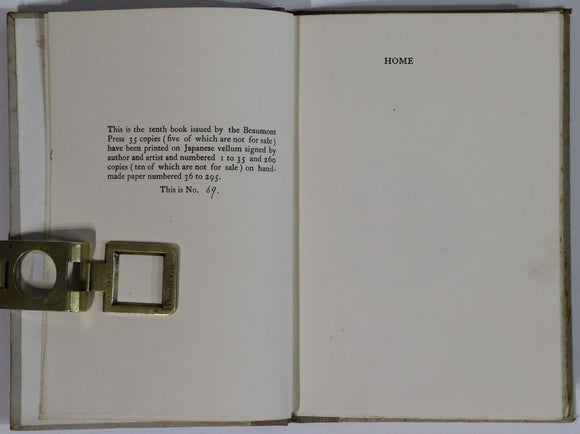 This is the tenth book issued by the Beaumont
Press 35 copies (five of which are not for sale)
have been printed on Japanese vellum signed by
author and artist and numbered 1 to 35 and 260
copies (ten of which are not for sale) on hand-
made paper numbered 36 to 295.
This is No. 69.
HOME